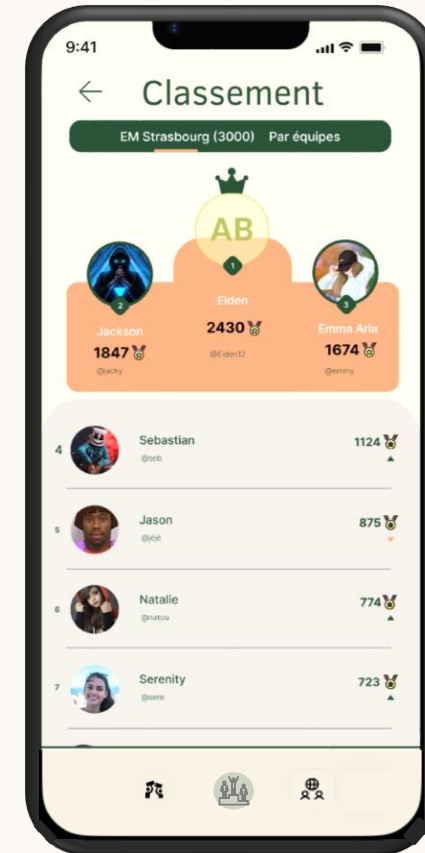 9:41
Classement
EM Strasbourg (3000) Par équipes
AB
1
2
3
Eiden
Jackson
Emma Aria
2430
1847
1674
@Eiden12
@jacky
@emmy
4
Sebastian
1124
@seb
5
Jason
875
@jéjé
6
Natalie
774
@natou
7
Serenity
723
@sere